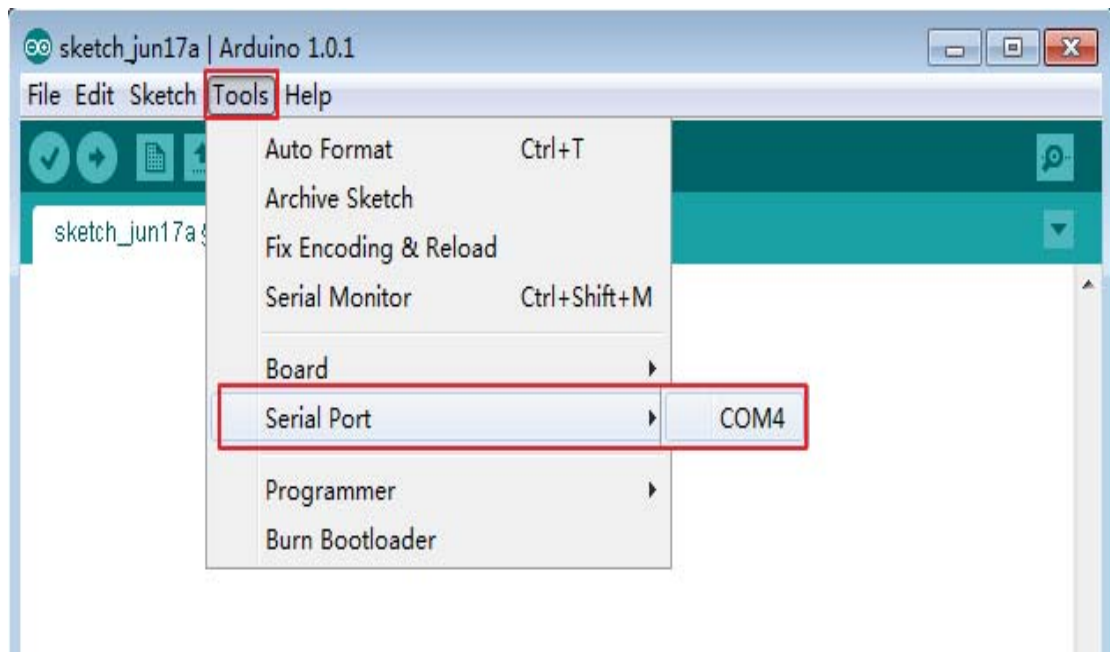 sketch_jun17a | Arduino 1.0.1
File Edit Sketch Tools Help
sketch_jun17a
Auto Format Ctrl+T
Archive Sketch
Fix Encoding & Reload
Serial Monitor Ctrl+Shift+M
Board
Serial Port COM4
Programmer
Burn Bootloader